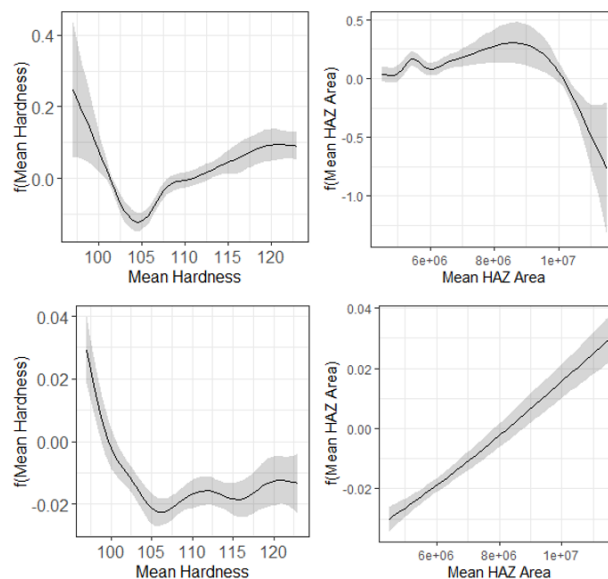 f(Mean Hardness)
0.4
0.2
0.0
100 105 110 115 120
Mean Hardness
f(Mean HAZ Area)
0.5
0.0
-0.5
-1.0
6e+06 8e+06 1e+07
Mean HAZ Area
f(Mean Hardness)
0.04
0.02
0.00
-0.02
100 105 110 115 120
Mean Hardness
f(Mean HAZ Area)
0.04
0.02
0.00
-0.02
6e+06 8e+06 1e+07
Mean HAZ Area